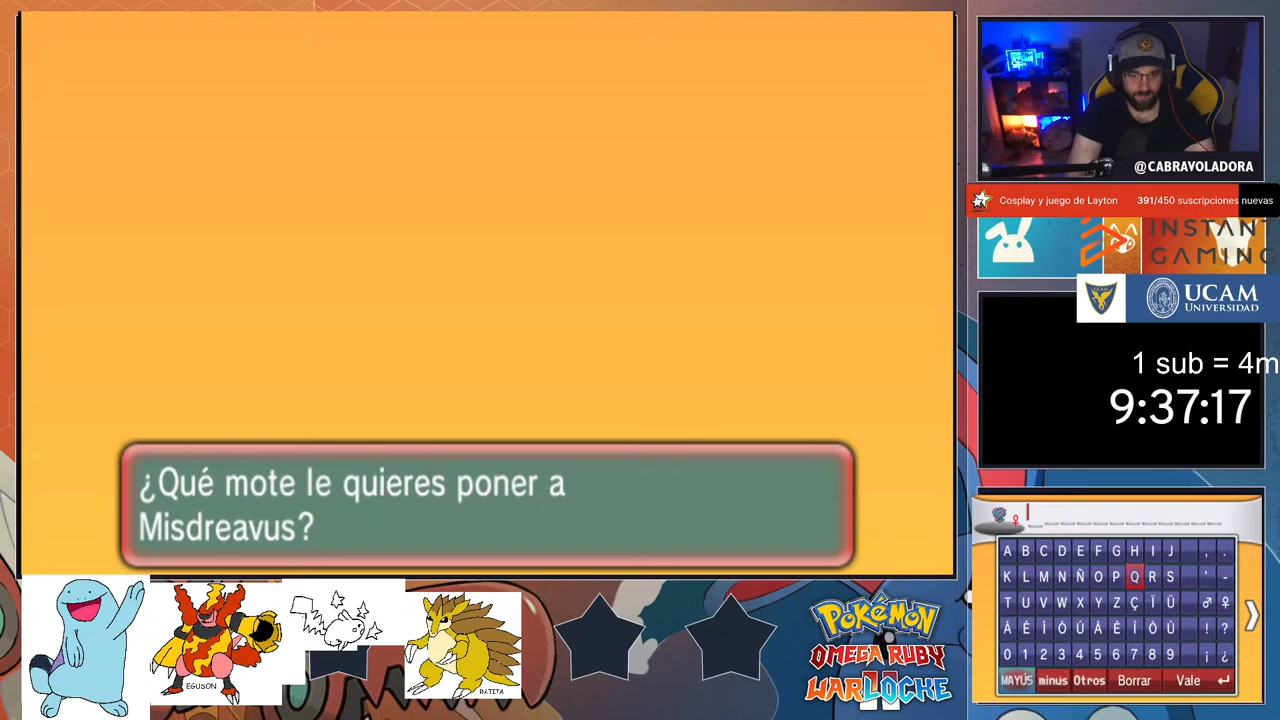 @CABRAVOLADORA
Cosplay y juego de Layton 391/450 suscripciones nuevas
INSTANT
GAMING
UCAM
UNIVERSIDAD
1 sub = 4m
9:37:17
¿Qué mote le quieres poner a
Misdreavus?
A B C D E F G H I J , .
K L M N Ñ O P Q R S ' -
T U V W X Y Z Ç Ï Ü ♂ ♀
Á É Í Ó Ú À È Ì Ò Ù ! ?
0 1 2 3 4 5 6 7 8 9 ¡ ¿
MAYÚS minús Otros Borrar Vale
EGUSON
RATITA
POKÉMON
OMEGA RUBY
WARLOCKE